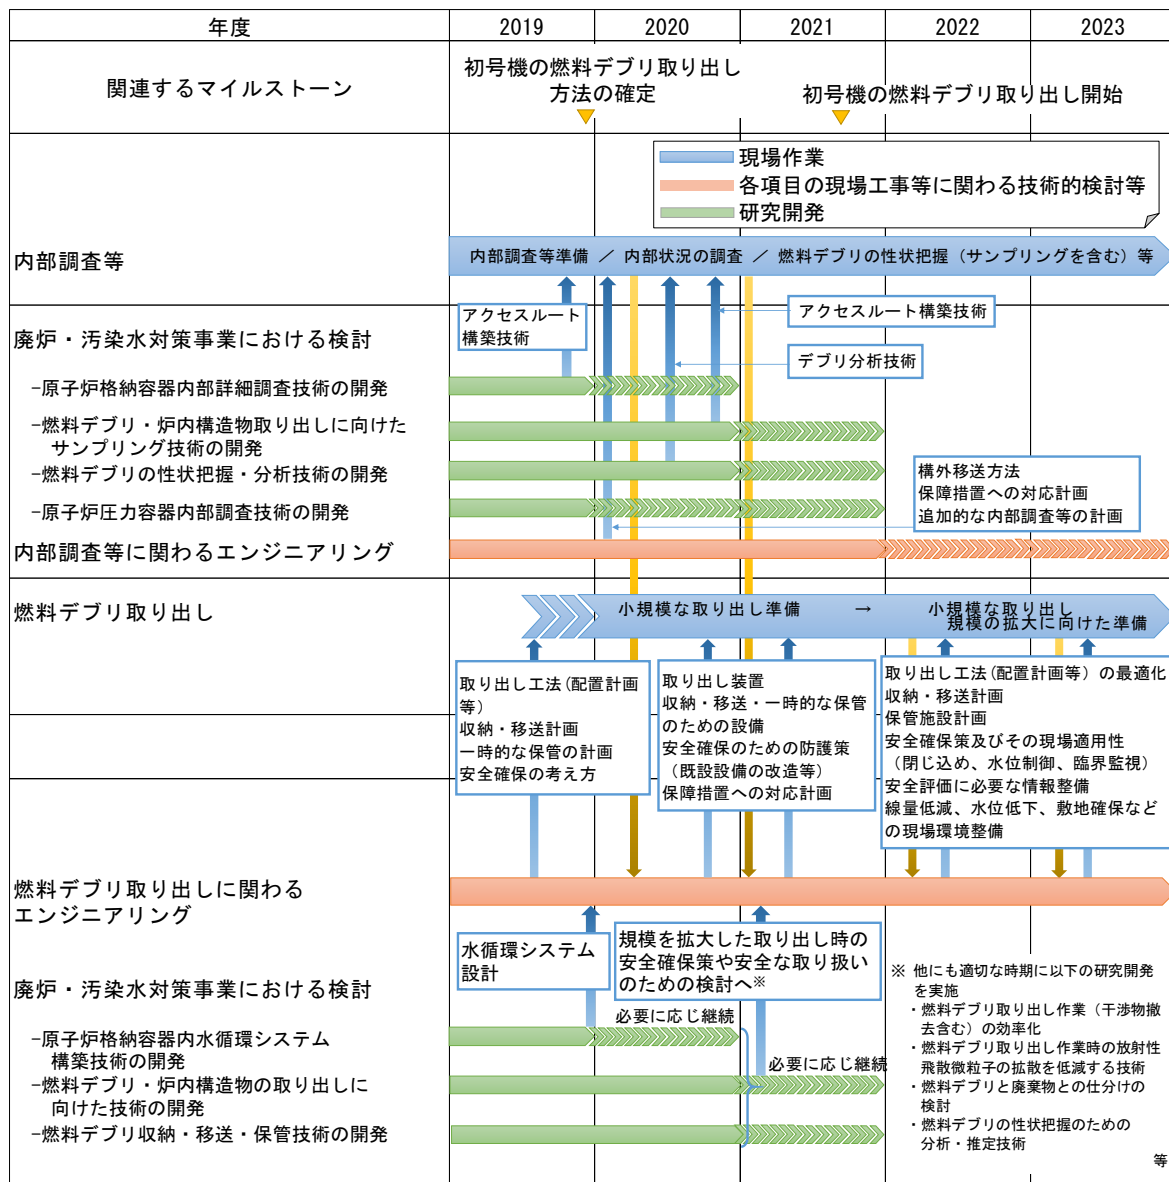 年度
2019
2020
2021
2022
2023
関連するマイルストーン
初号機の燃料デブリ取り出し
方法の確定
初号機の燃料デブリ取り出し開始
現場作業
各項目の現場工事等に関わる技術的検討等
研究開発
内部調査等
内部調査等準備 / 内部状況の調査 / 燃料デブリの性状把握(サンプリングを含む)等
アクセスルート
構築技術
アクセスルート構築技術
デブリ分析技術
廃炉・汚染水対策事業における検討
-原子炉格納容器内部詳細調査技術の開発
-燃料デブリ・炉内構造物取り出しに向けた
サンプリング技術の開発
-燃料デブリの性状把握・分析技術の開発
-原子炉圧力容器内部調査技術の開発
構外移送方法
保障措置への対応計画
追加的な内部調査等の計画
内部調査等に関わるエンジニアリング
燃料デブリ取り出し
小規模な取り出し準備 → 小規模な取り出し
規模の拡大に向けた準備
取り出し工法(配置計画
等)
収納・移送計画
一時的な保管の計画
安全確保の考え方
取り出し装置
収納・移送・一時的な保管
のための設備
安全確保のための防護策
(既設設備の改造等)
保障措置への対応計画
取り出し工法(配置計画等)の最適化
収納・移送計画
保管施設計画
安全確保策及びその現場適用性
(閉じ込め、水位制御、臨界監視)
安全評価に必要な情報整備
線量低減、水位低下、敷地確保など
の現場環境整備
燃料デブリ取り出しに関わる
エンジニアリング
水循環システム
設計
規模を拡大した取り出し時の
安全確保策や安全な取り扱い
のための検討へ※
廃炉・汚染水対策事業における検討
-原子炉格納容器内水循環システム
構築技術の開発
必要に応じ継続
-燃料デブリ・炉内構造物の取り出しに
向けた技術の開発
必要に応じ継続
-燃料デブリ収納・移送・保管技術の開発
※ 他にも適切な時期に以下の研究開発
を実施
・燃料デブリ取り出し作業(干渉物撤
去含む)の効率化
・燃料デブリ取り出し作業時の放射性
飛散微粒子の拡散を低減する技術
・燃料デブリと廃棄物との仕分けの
検討
・燃料デブリの性状把握のための
分析・推定技術
等